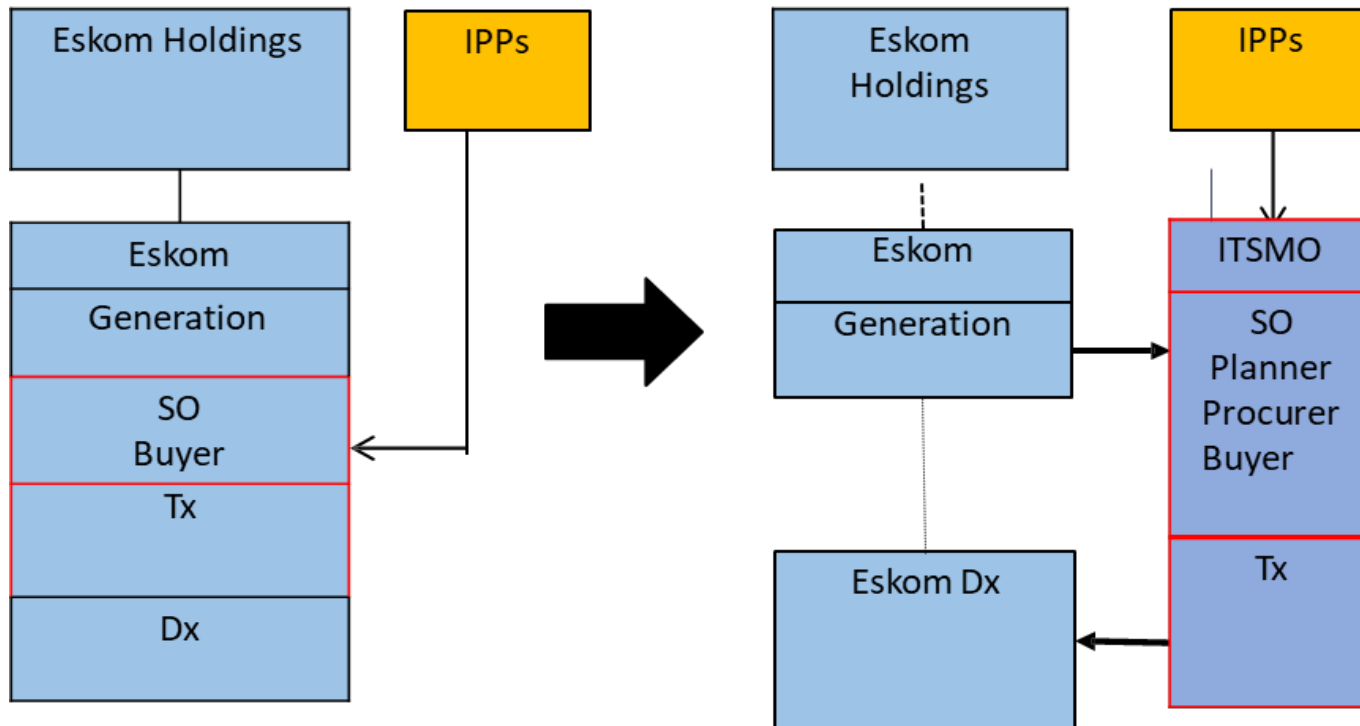 Eskom Holdings
IPPs
Eskom
Generation
SO
Buyer
Tx
Dx
Eskom
Holdings
IPPs
Eskom
Generation
ITSMO
SO
Planner
Procurer
Buyer
Eskom Dx
Tx